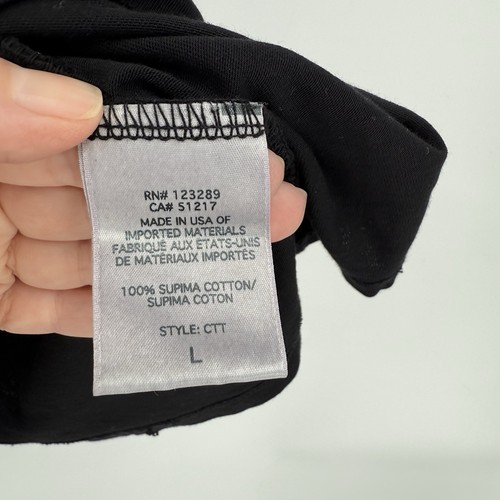 RN# 123289
CA# 51217
MADE IN USA OF
IMPORTED MATERIALS
FABRIQUÉ AUX ÉTATS-UNIS
DE MATÉRIAUX IMPORTÉS
100% SUPIMA COTTON/
SUPIMA COTON
STYLE: CTT
L